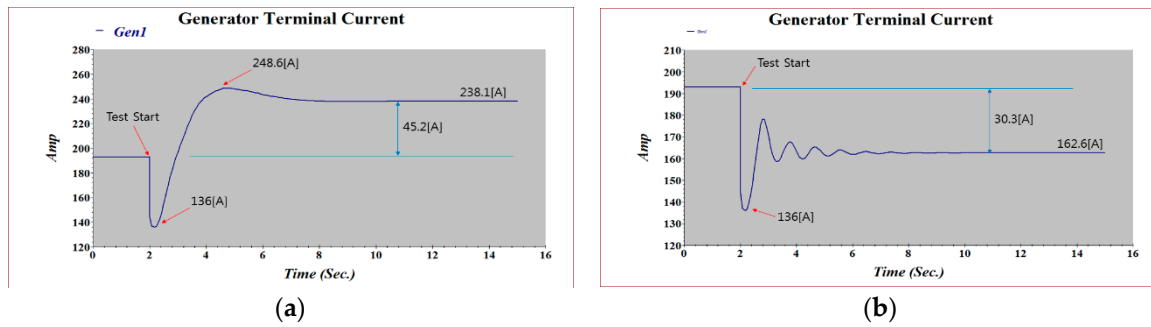 Generator Terminal Current
Gen1
280
260
240
220
200
180
160
140
120
Amp
248.6[A]
238.1[A]
Test Start
45.2[A]
136[A]
0 2 4 6 8 10 12 14 16
Time (Sec.)
(a)
Generator Terminal Current
210
200
190
180
170
160
150
140
130
120
Amp
Test Start
30.3[A]
162.6[A]
136[A]
0 2 4 6 8 10 12 14 16
Time (Sec.)
(b)